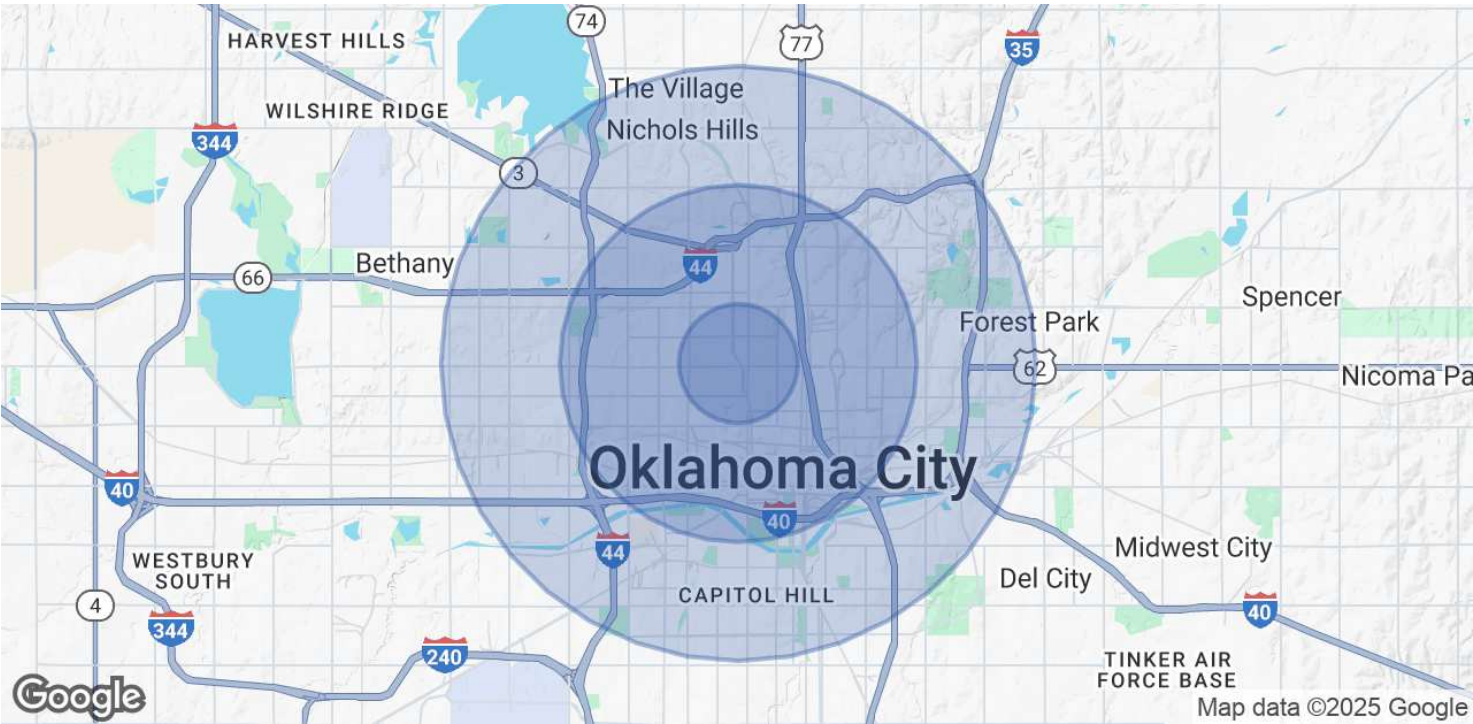 74
77
35
HARVEST HILLS
The Village
WILSHIRE RIDGE
Nichols Hills
344
3
Bethany
44
66
Spencer
Forest Park
62
Nicoma Pa
Oklahoma City
40
40
44
Midwest City
WESTBURY
SOUTH
Del City
CAPITOL HILL
4
40
344
240
TINKER AIR
FORCE BASE
Google
Map data ©2025 Google